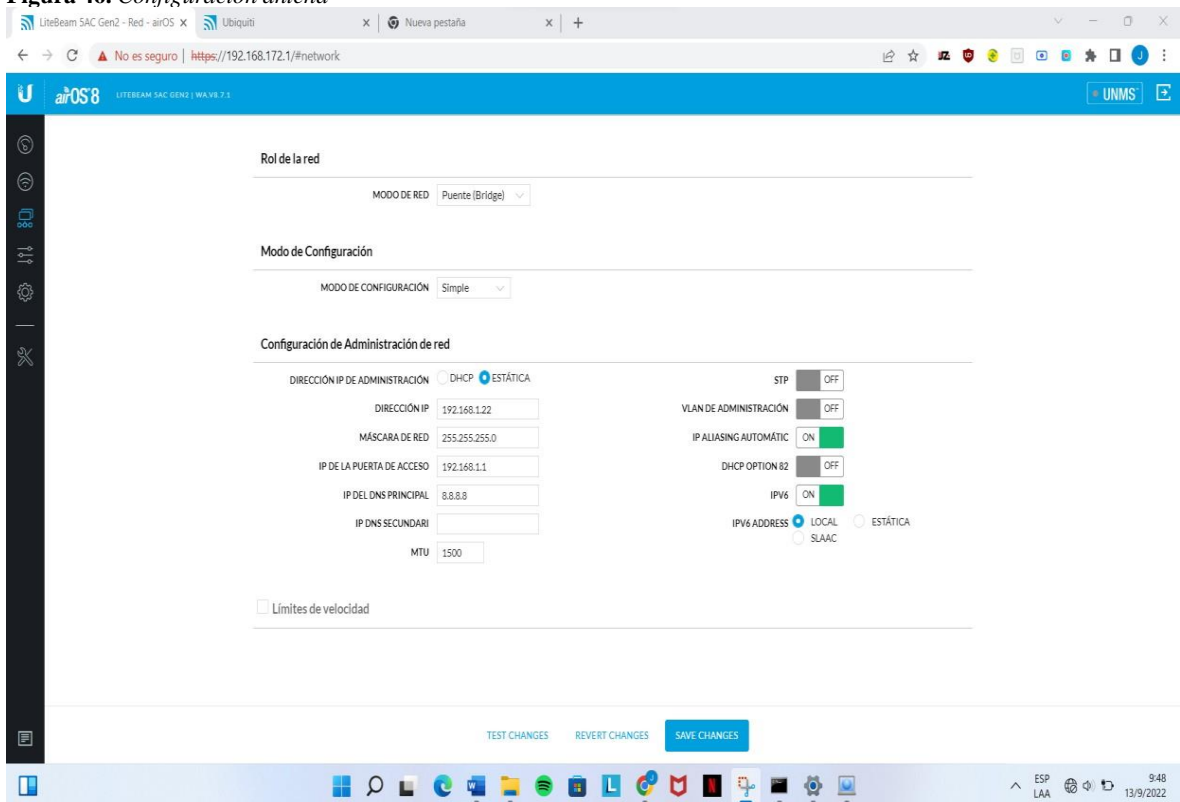 Figura 46. Configuración antena
LiteBeam 5AC Gen2 - Red - airOS
Ubiquiti
Nueva pestaña
No es seguro | https://192.168.172.1/#network
airOS 8 LITEBEAM 5AC GEN2 | WA.V8.7.1
UNMS
Rol de la red
MODO DE RED Puente (Bridge)
Modo de Configuración
MODO DE CONFIGURACIÓN Simple
Configuración de Administración de red
DIRECCIÓN IP DE ADMINISTRACIÓN DHCP ESTÁTICA
DIRECCIÓN IP 192.168.1.22
MÁSCARA DE RED 255.255.255.0
IP DE LA PUERTA DE ACCESO 192.168.1.1
IP DEL DNS PRINCIPAL 8.8.8.8
IP DNS SECUNDARI
MTU 1500
STP OFF
VLAN DE ADMINISTRACIÓN OFF
IP ALIASING AUTOMÁTIC ON
DHCP OPTION 82 OFF
IPV6 ON
IPV6 ADDRESS LOCAL ESTÁTICA
SLAAC
Límites de velocidad
TEST CHANGES REVERT CHANGES SAVE CHANGES
ESP
LAA
9:48
13/9/2022